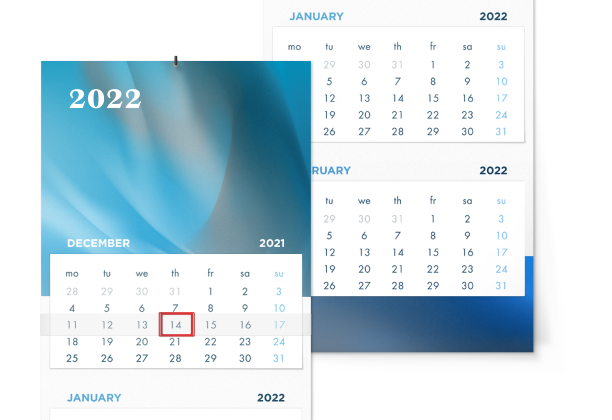 JANUARY 2022
mo tu we th fr sa su
29 30 31 1 2 3
5 6 7 8 9 10
12 13 14 15 16 17
19 20 21 22 23 24
26 27 28 29 30 31
RUARY 2022
tu we th fr sa su
29 30 31 1 2 3
5 6 7 8 9 10
12 13 14 15 16 17
19 20 21 22 23 24
26 27 28 29 30 31
2022
DECEMBER 2021
mo tu we th fr sa su
28 29 30 31 1 2 3
4 5 6 7 8 9 10
11 12 13 14 15 16 17
18 19 20 21 22 23 24
25 26 27 28 29 30 31
JANUARY 2022